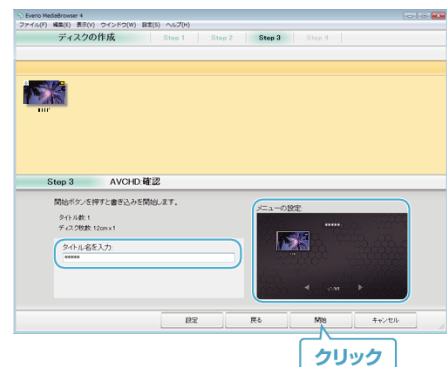 Everio MediaBrowser 4
ファイル(F) 編集(E) 表示(V) ウインドウ(W) 設定(S) ヘルプ(H)
ディスクの作成 Step 1 Step 2 Step 3 Step 4
Step 3 AVCHD:確認
開始ボタンを押すと書き込みを開始します。
タイトル数: 1
ディスク枚数: 12cm x1
タイトル名を入力:
*****
メニューの設定
*****
設定 戻る 開始 キャンセル
クリック